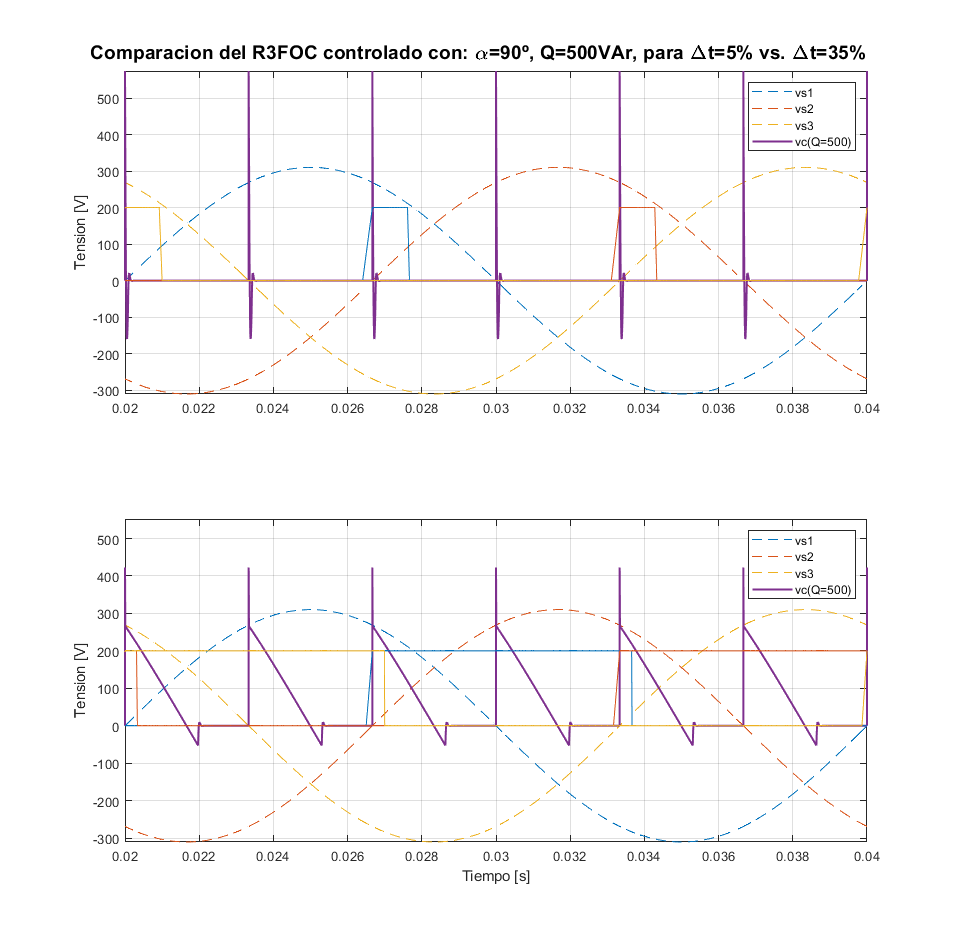 Comparacion del R3FOC controlado con: α=90º, Q=500VAr, para Δt=5% vs. Δt=35%
500
400
300
200
100
0
-100
-200
-300
Tension [V]
vs1
vs2
vs3
vc(Q=500)
0.02 0.022 0.024 0.026 0.028 0.03 0.032 0.034 0.036 0.038 0.04
500
400
300
200
100
0
-100
-200
-300
Tension [V]
vs1
vs2
vs3
vc(Q=500)
0.02 0.022 0.024 0.026 0.028 0.03 0.032 0.034 0.036 0.038 0.04
Tiempo [s]